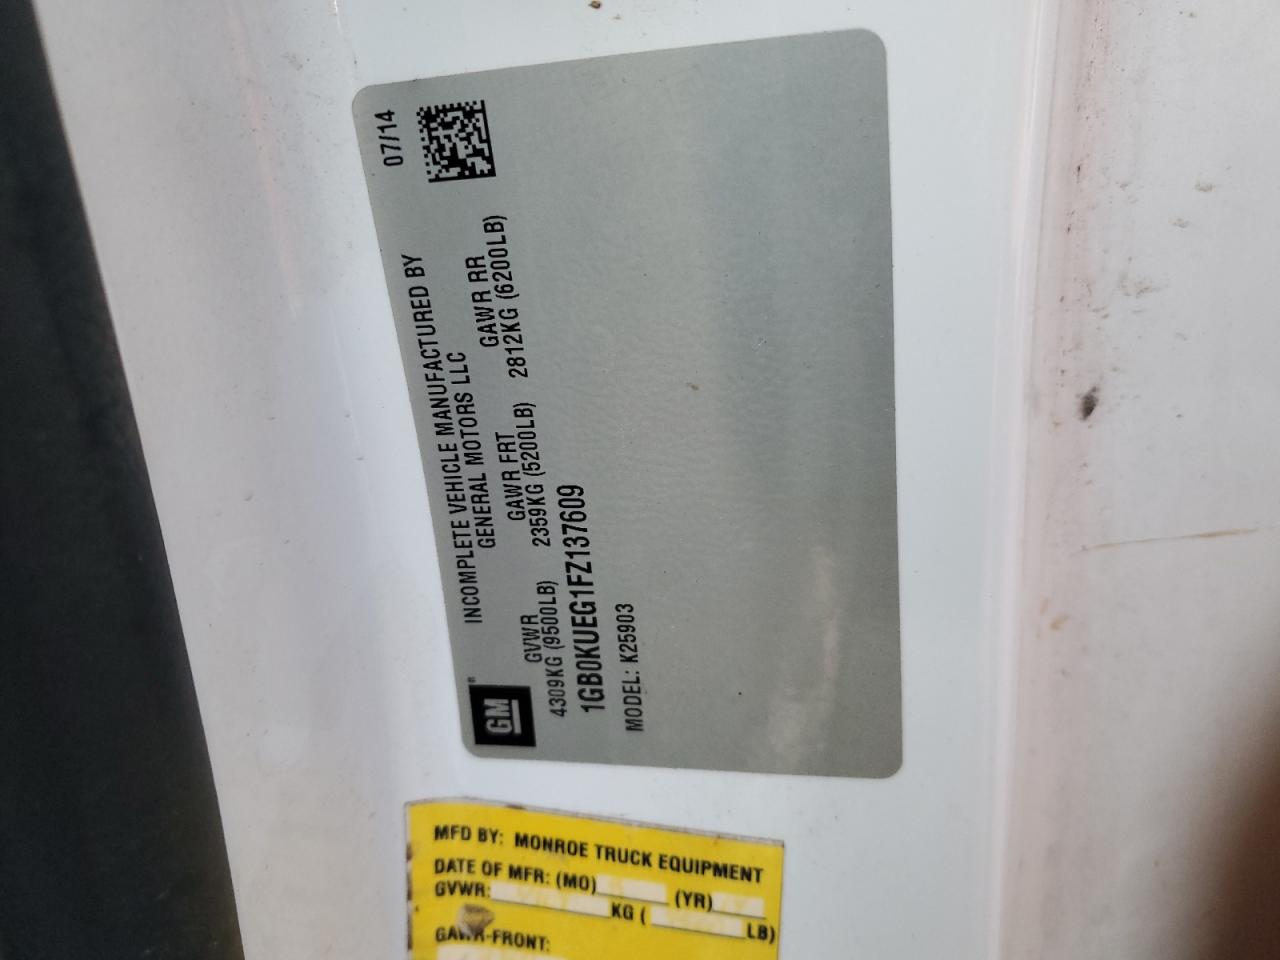 07/14
INCOMPLETE VEHICLE MANUFACTURED BY
GENERAL MOTORS LLC
GM®
GVWR GAWR FRT GAWR RR
4309KG (9500LB) 2359KG (5200LB) 2812KG (6200LB)
1GB0KUEG1FZ137609
MODEL: K25903
MFD BY: MONROE TRUCK EQUIPMENT
DATE OF MFR: (MO) (YR)
GVWR: KG ( LB)
GAWR-FRONT: